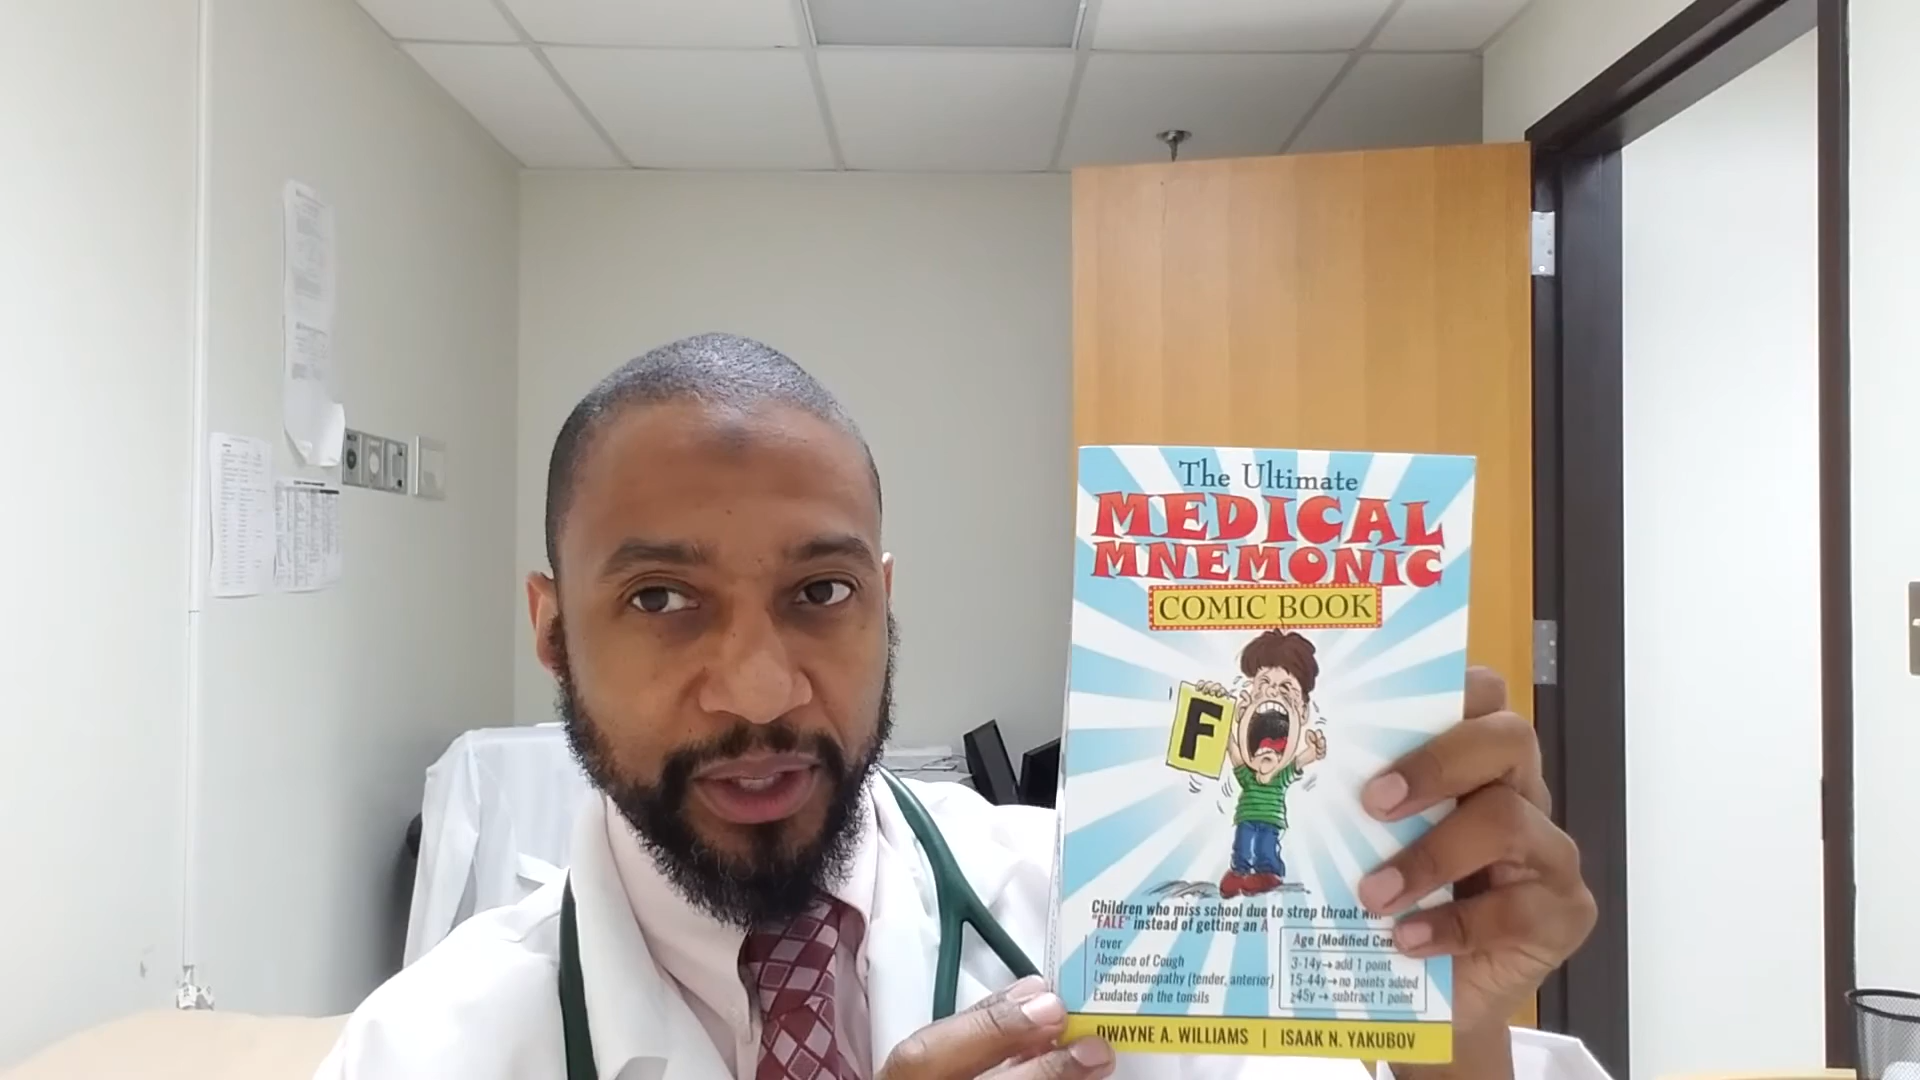 The Ultimate
MEDICAL
MNEMONIC
COMIC BOOK
F
Children who miss school due to strep throat
"FALE" instead of getting an A
Fever
Absence of Cough
Lymphadenopathy (tender, anterior)
Exudates on the tonsils
Age (Modified
3-14y→ add 1 point
15-44y→ no points added
≥45y → subtract 1 point
DWAYNE A. WILLIAMS | ISAAK N. YAKUBOV